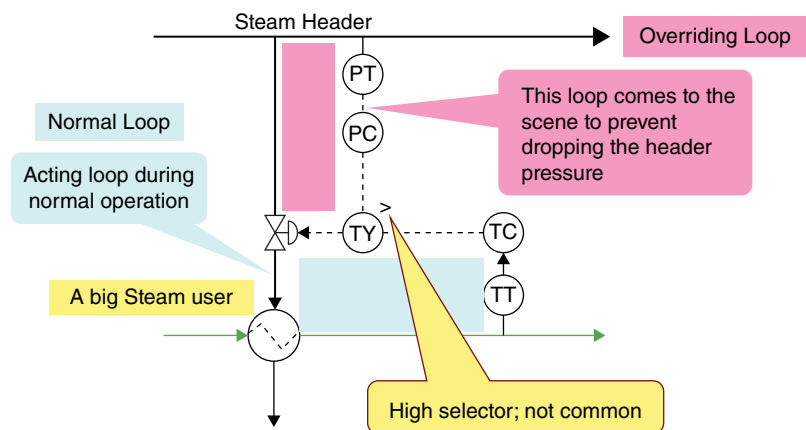 Steam Header
Overriding Loop
PT
This loop comes to the
scene to prevent
dropping the header
pressure
PC
Normal Loop
Acting loop during
normal operation
>
TY
TC
A big Steam user
TT
High selector; not common